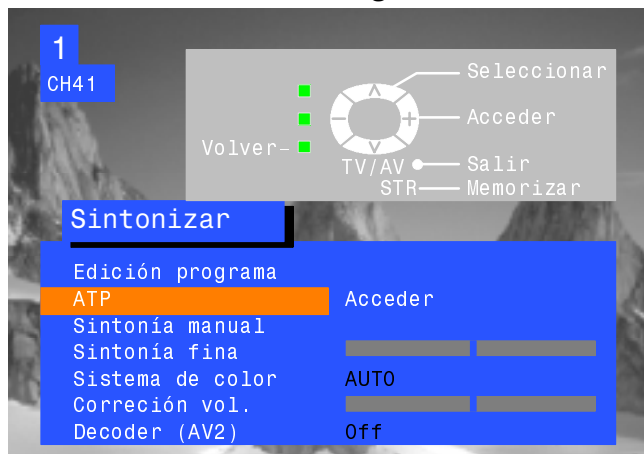 1
CH41
Seleccionar
Acceder
Volver
TV/AV Salir
STR Memorizar
Sintonizar
Edición programa
ATP Acceder
Sintonía manual
Sintonía fina
Sistema de color AUTO
Correción vol.
Decoder (AV2) Off